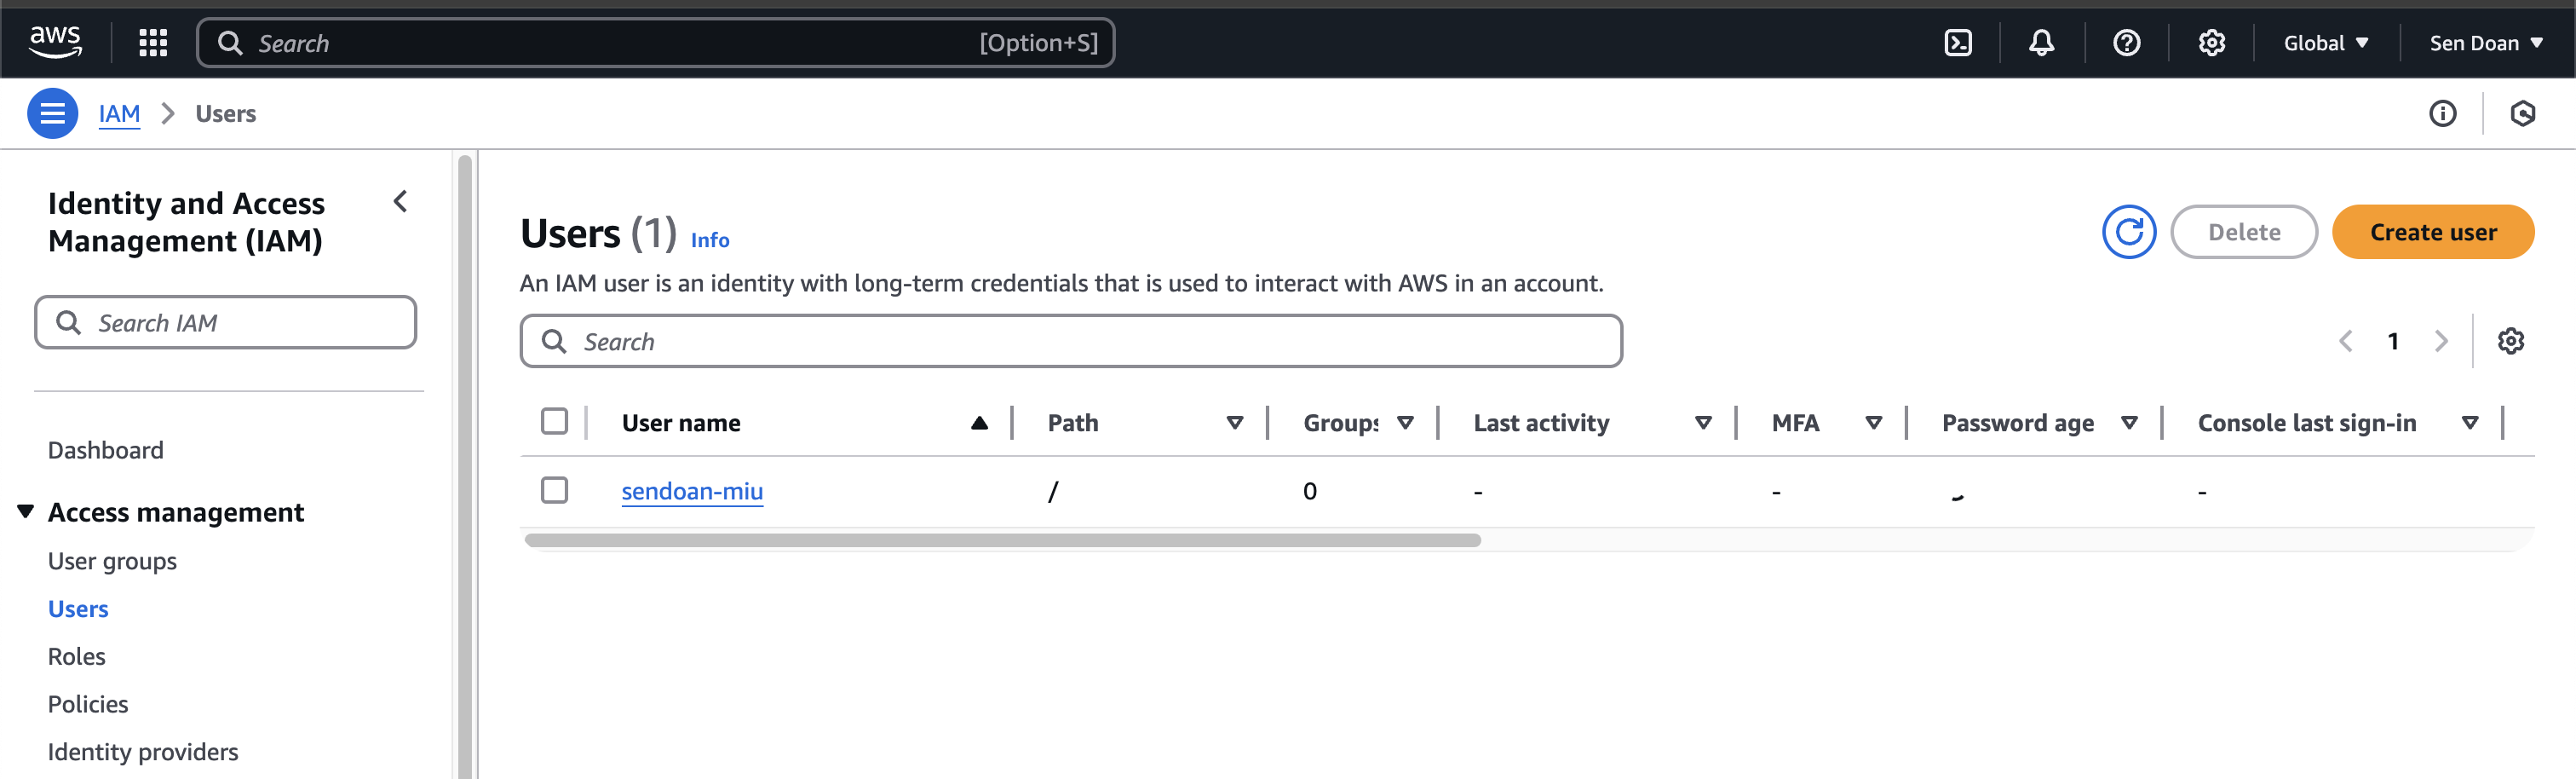 aws
Search [Option+S]
Global
Sen Doan
IAM > Users
Identity and Access
Management (IAM)
Search IAM
Dashboard
Access management
User groups
Users
Roles
Policies
Identity providers
Users (1) Info
Delete
Create user
An IAM user is an identity with long-term credentials that is used to interact with AWS in an account.
Search
1
User name Path Groups Last activity MFA Password age Console last sign-in
sendoan-miu / 0 - - -